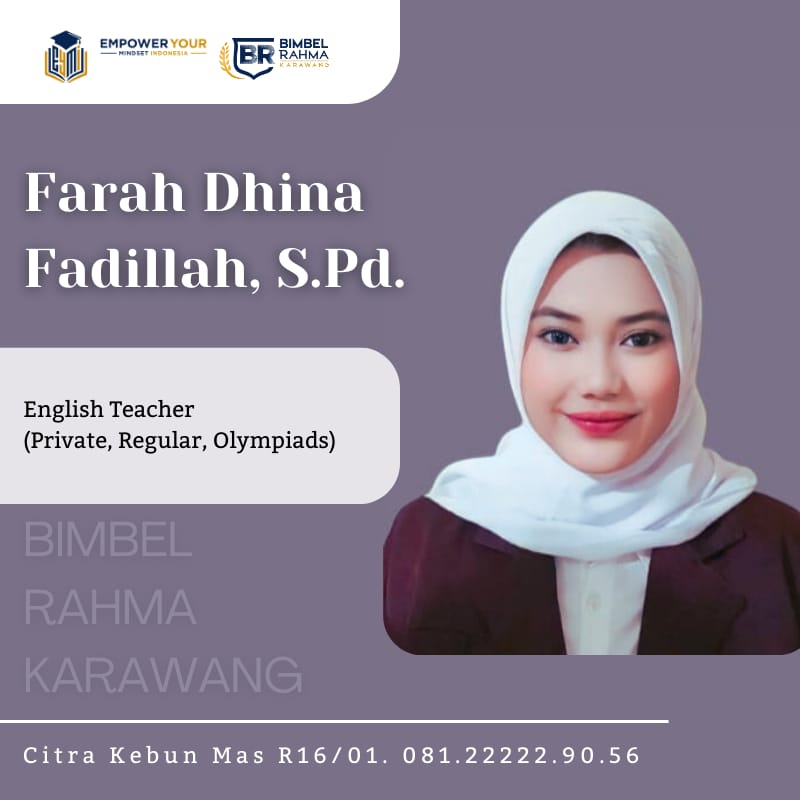 EMPOWER YOUR
MINDSET INDONESIA
BR
BIMBEL
RAHMA
KARAWANG
Farah Dhina
Fadillah, S.Pd.
English Teacher
(Private, Regular, Olympiads)
BIMBEL
RAHMA
KARAWANG
Citra Kebun Mas R16/01. 081.22222.90.56